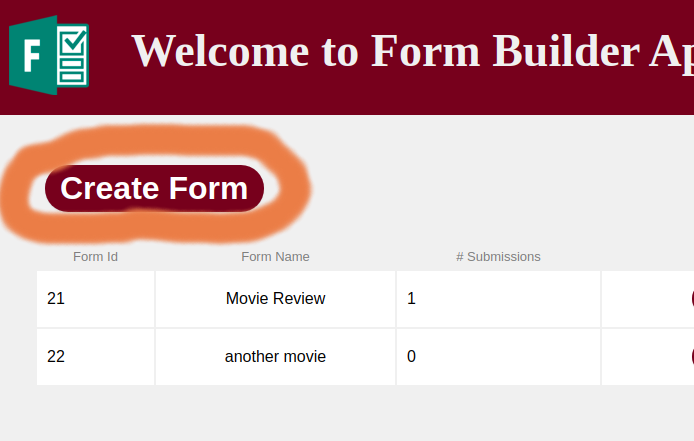 F
Welcome to Form Builder
Create Form
Form Id Form Name # Submissions
21 Movie Review 1
22 another movie 0